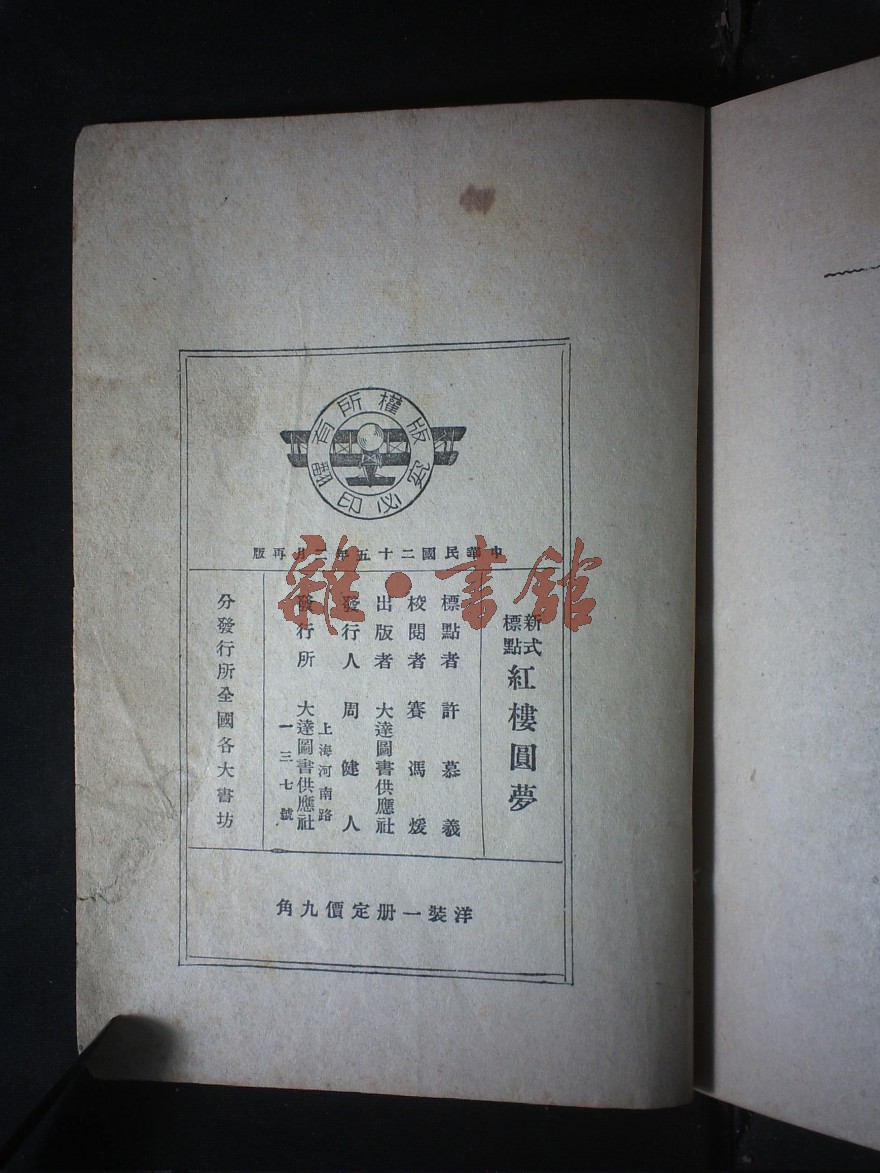 版權所有
翻印必究
中華民國二十五年三月再版
新式標點 紅樓圓夢
標點者 許慕羲
校閱者 賽馮媛
出版者 大達圖書供應社
發行人 周健人
發行所 大達圖書供應社
上海河南路一三七號
分發行所全國各大書坊
洋裝一册定價九角
雜·書館